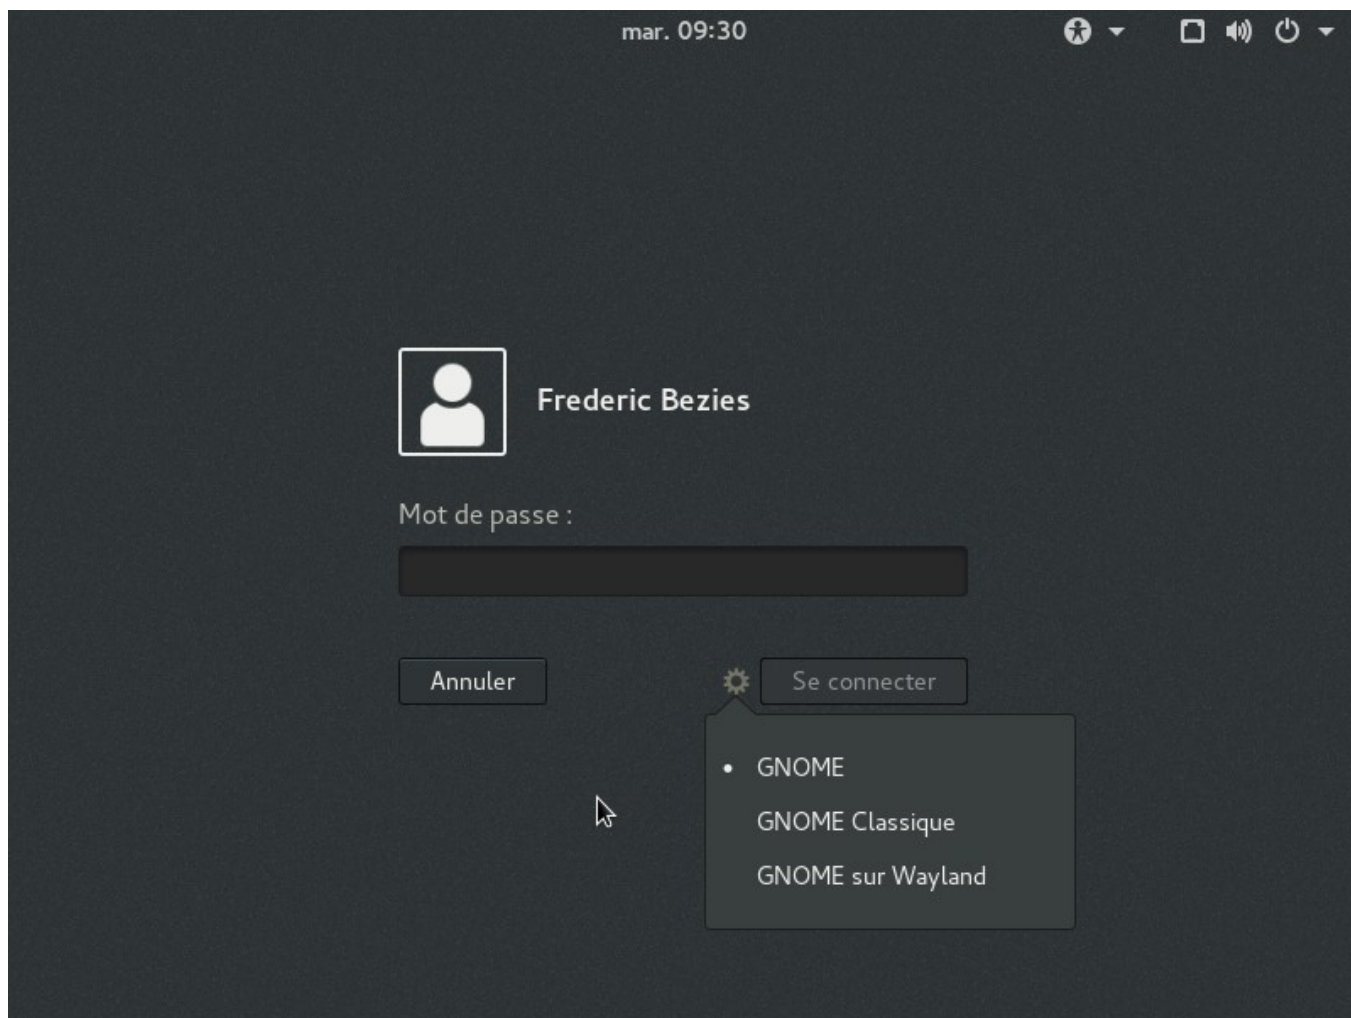 mar. 09:30
Frederic Bezies
Mot de passe :
Annuler
Se connecter
GNOME
GNOME Classique
GNOME sur Wayland